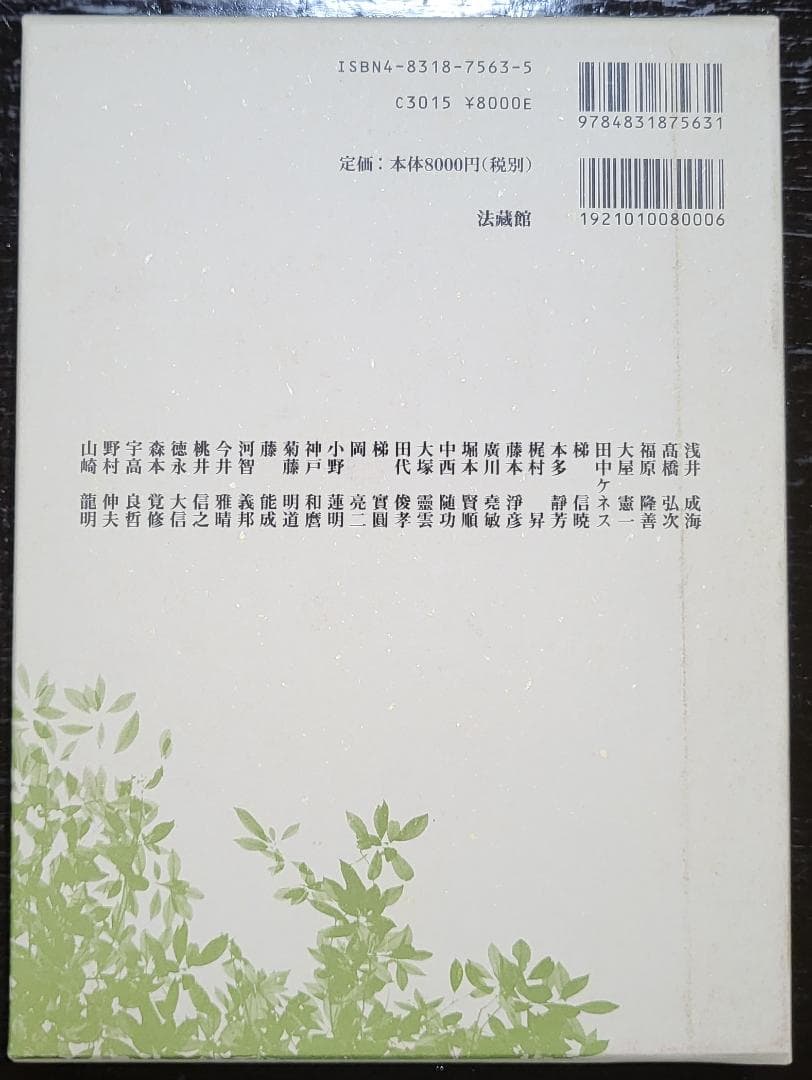 ISBN4-8318-7563-5
C3015 ¥8000E
9784831875631
定価：本体8000円（税別）
1921010080006
法藏館
浅井 成海
髙橋 弘次
福原 隆善
大屋 憲一
田中ケネス
梯 信暁
本多 靜芳
梶村 昇
藤本 淨彦
廣川 堯敏
堀本 賢順
中西 随功
大塚 靈雲
田代 俊孝
梯 實圓
岡 亮二
小野 蓮明
神戸 和麿
菊藤 明道
藤 能成
河智 義邦
今井 雅晴
桃井 信之
徳永 大信
森本 覚修
宇高 良哲
野村 伸夫
山崎 龍明